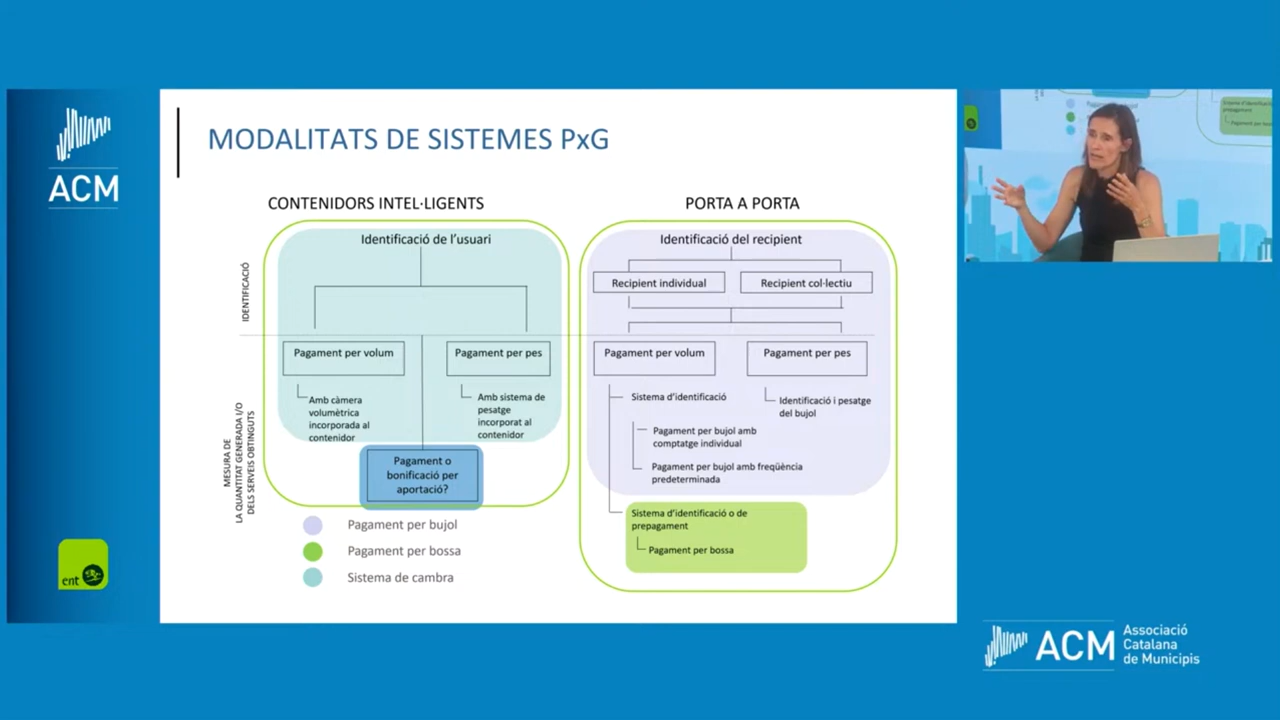 ACM
MODALITATS DE SISTEMES PxG
CONTENIDORS INTEL·LIGENTS
PORTA A PORTA
IDENTIFICACIÓ
Identificació de l'usuari
Identificació del recipient
Recipient individual
Recipient col·lectiu
MESURA DE
LA QUANTITAT GENERADA I/O
DELS SERVEIS OBTINGUTS
Pagament per volum
Pagament per pes
Amb càmera
volumètrica
incorporada al
contenidor
Amb sistema de
pesatge
incorporat al
contenidor
Pagament o
bonificació per
aportació?
Pagament per volum
Pagament per pes
Sistema d'identificació
Identificació i pesatge
del bujol
Pagament per bujol amb
comptatge individual
Pagament per bujol amb freqüència
predeterminada
Sistema d'identificació o de
prepagament
Pagament per bossa
Pagament per bujol
Pagament per bossa
Sistema de cambra
ent
ACM
Associació
Catalana
de Municipis